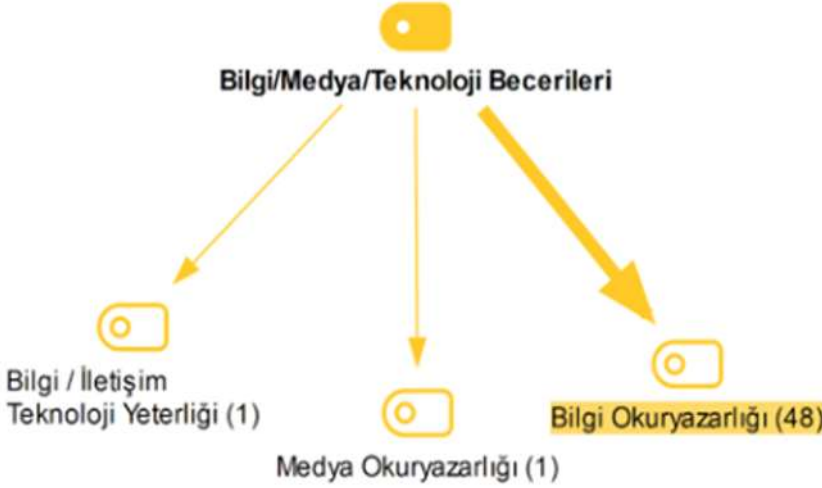 Bilgi/Medya/Teknoloji Becerileri
Bilgi / İletişim
Teknoloji Yeterliği (1)
Medya Okuryazarlığı (1)
Bilgi Okuryazarlığı (48)